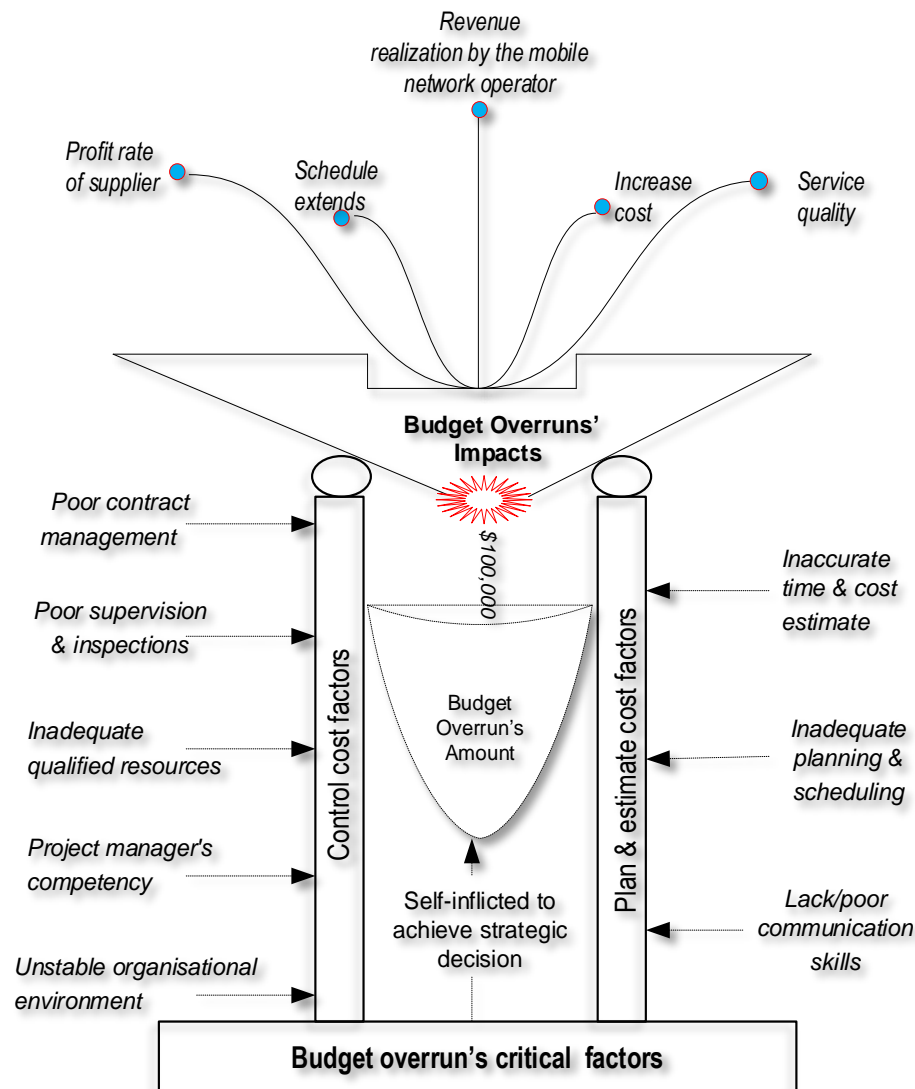 Revenue
realization by the mobile
network operator
Profit rate
of supplier
Schedule
extends
Increase
cost
Service
quality
Budget Overruns'
Impacts
$100,000
Poor contract
management
Poor supervision
& inspections
Inadequate
qualified resources
Project manager's
competency
Unstable organisational
environment
Control cost factors
Budget
Overrun's
Amount
Self-inflicted to
achieve strategic
decision
Plan & estimate cost factors
Inaccurate
time & cost
estimate
Inadequate
planning &
scheduling
Lack/poor
communication
skills
Budget overrun's critical factors